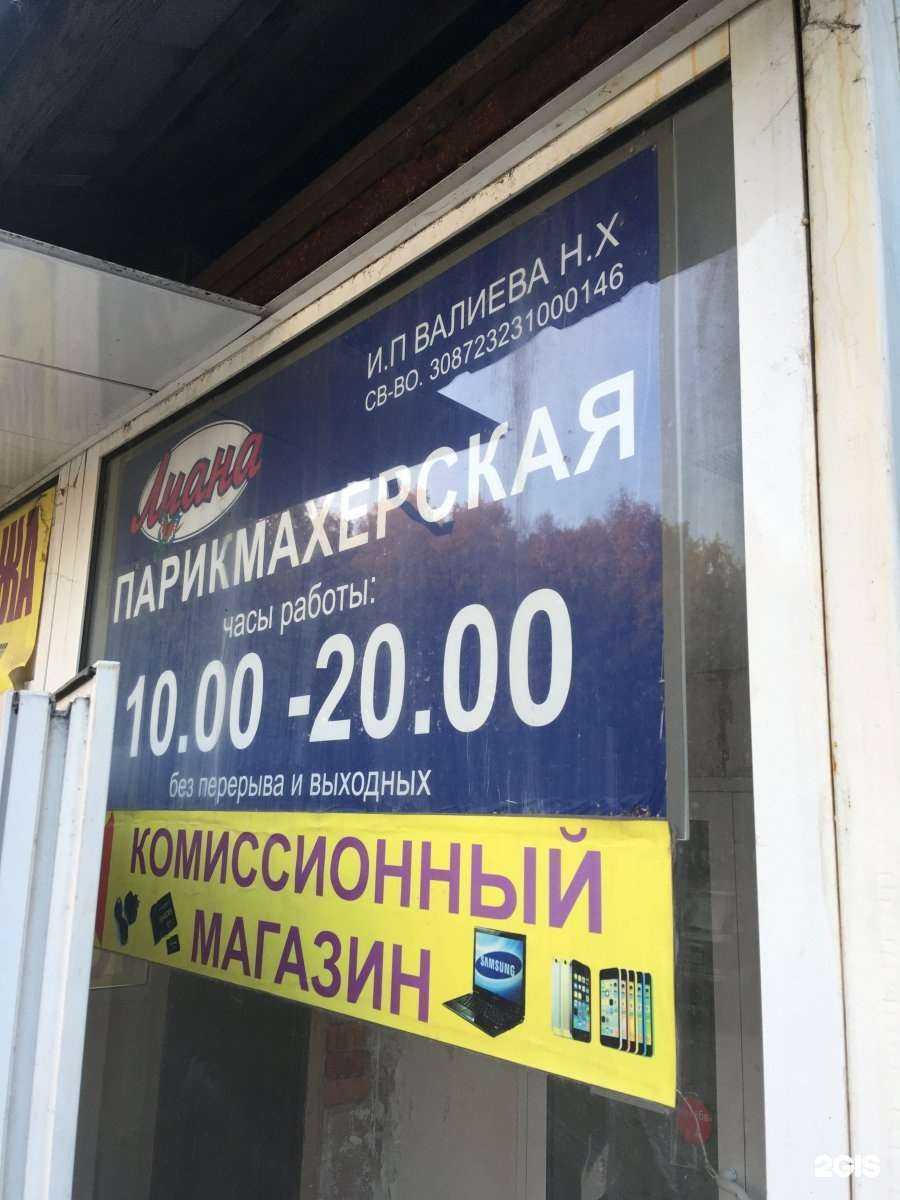 И.П ВАЛИЕВА Н.Х
СВ-ВО. 308723231000146
Лиана
ПАРИКМАХЕРСКАЯ
часы работы:
10.00 -20.00
без перерыва и выходных
КОМИССИОННЫЙ
МАГАЗИН
SAMSUNG
2GIS